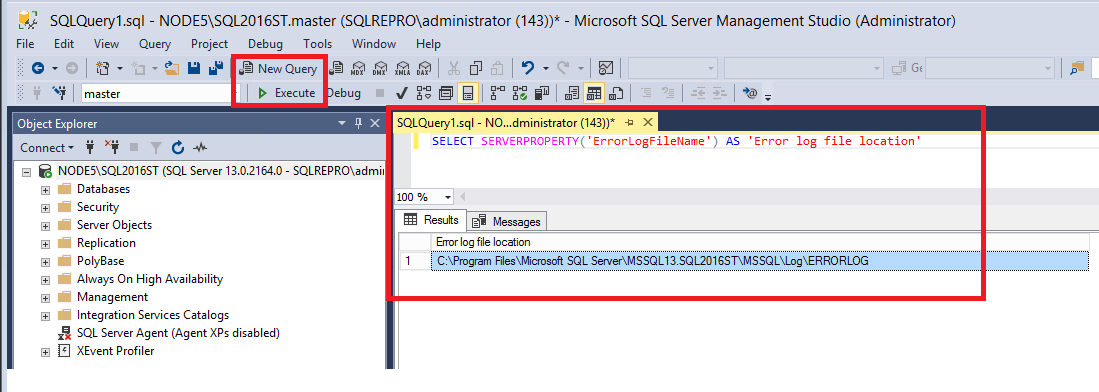 SQLQuery1.sql - NODE5\SQL2016ST.master (SQLREPRO\administrator (143))* - Microsoft SQL Server Management Studio (Administrator)
File Edit View Query Project Debug Tools Window Help
New Query MDX DMX XMLA DAX
master Execute Debug
Object Explorer
Connect
NODE5\SQL2016ST (SQL Server 13.0.2164.0 - SQLREPRO\admin
Databases
Security
Server Objects
Replication
PolyBase
Always On High Availability
Management
Integration Services Catalogs
SQL Server Agent (Agent XPs disabled)
XEvent Profiler
SQLQuery1.sql - NO...dministrator (143))*
SELECT SERVERPROPERTY('ErrorLogFileName') AS 'Error log file location'
100 %
Results Messages
Error log file location
1 C:\Program Files\Microsoft SQL Server\MSSQL13.SQL2016ST\MSSQL\Log\ERRORLOG